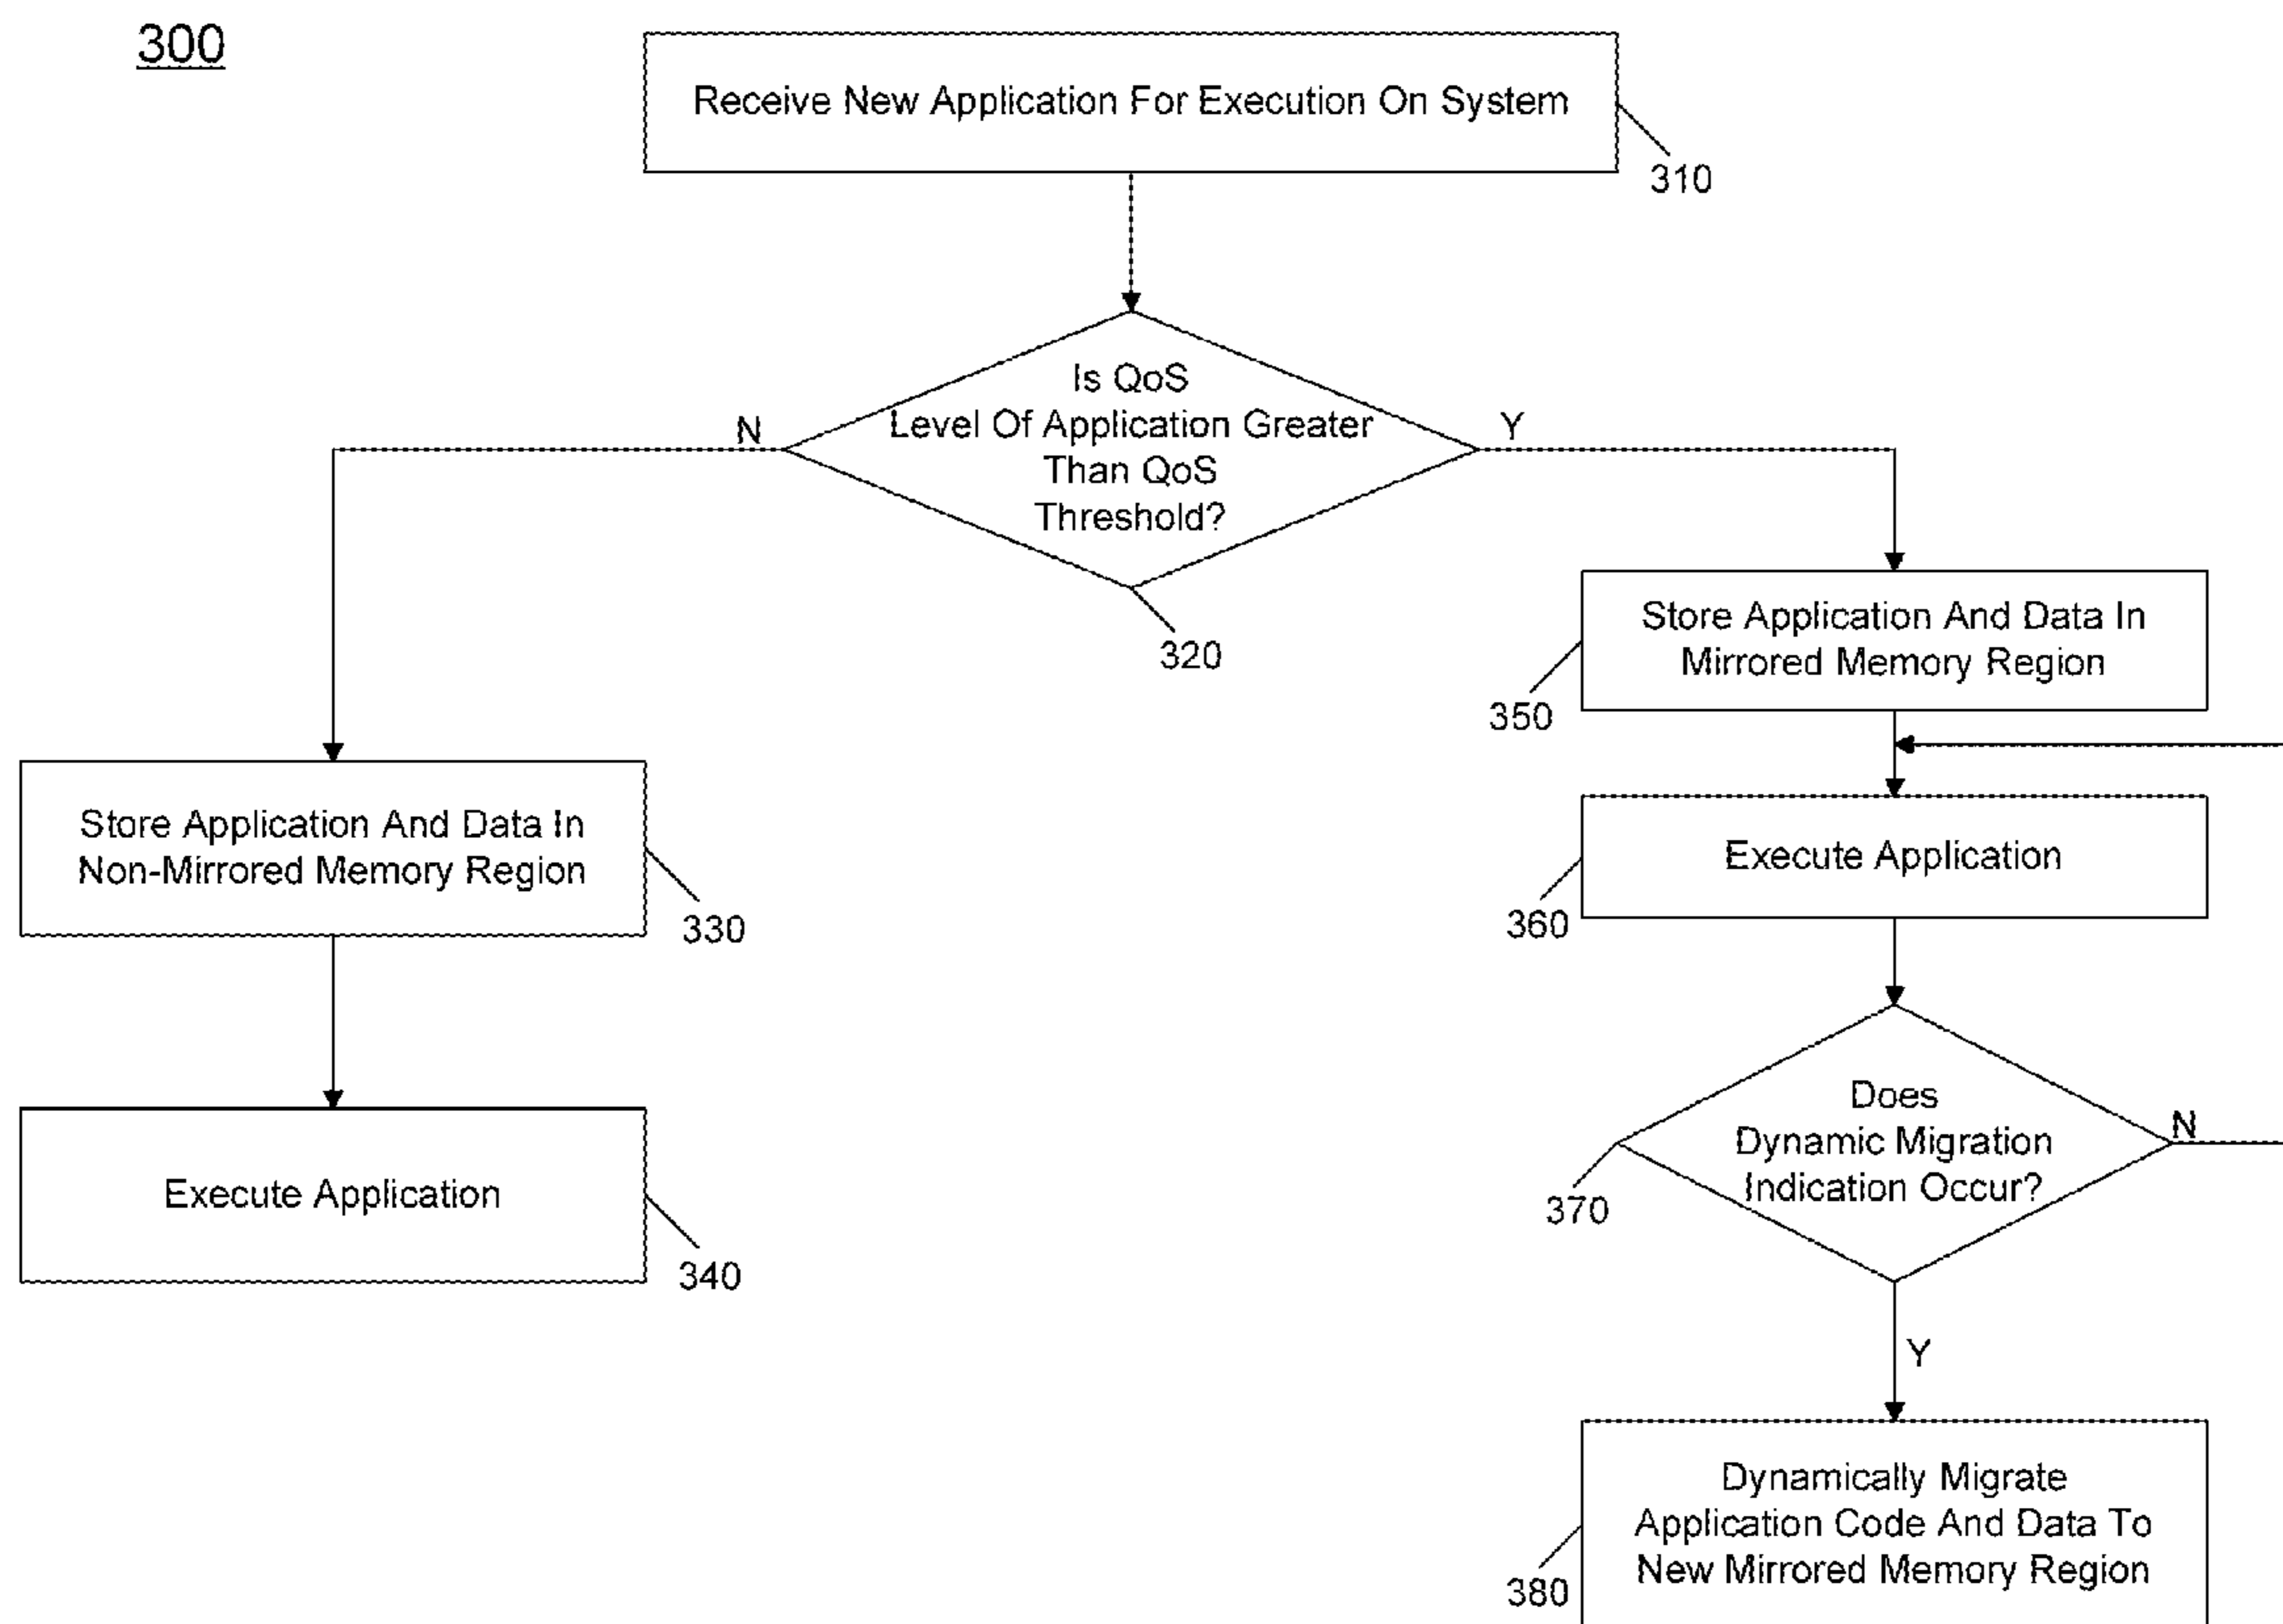 300
Receive New Application For Execution On System
310
Is QoS
Level Of Application Greater
Than QoS
Threshold?
N
Y
320
Store Application And Data In
Mirrored Memory Region
350
Store Application And Data In
Non-Mirrored Memory Region
330
Execute Application
360
Execute Application
340
Does
Dynamic Migration
Indication Occur?
N
370
Y
Dynamically Migrate
Application Code And Data To
New Mirrored Memory Region
380